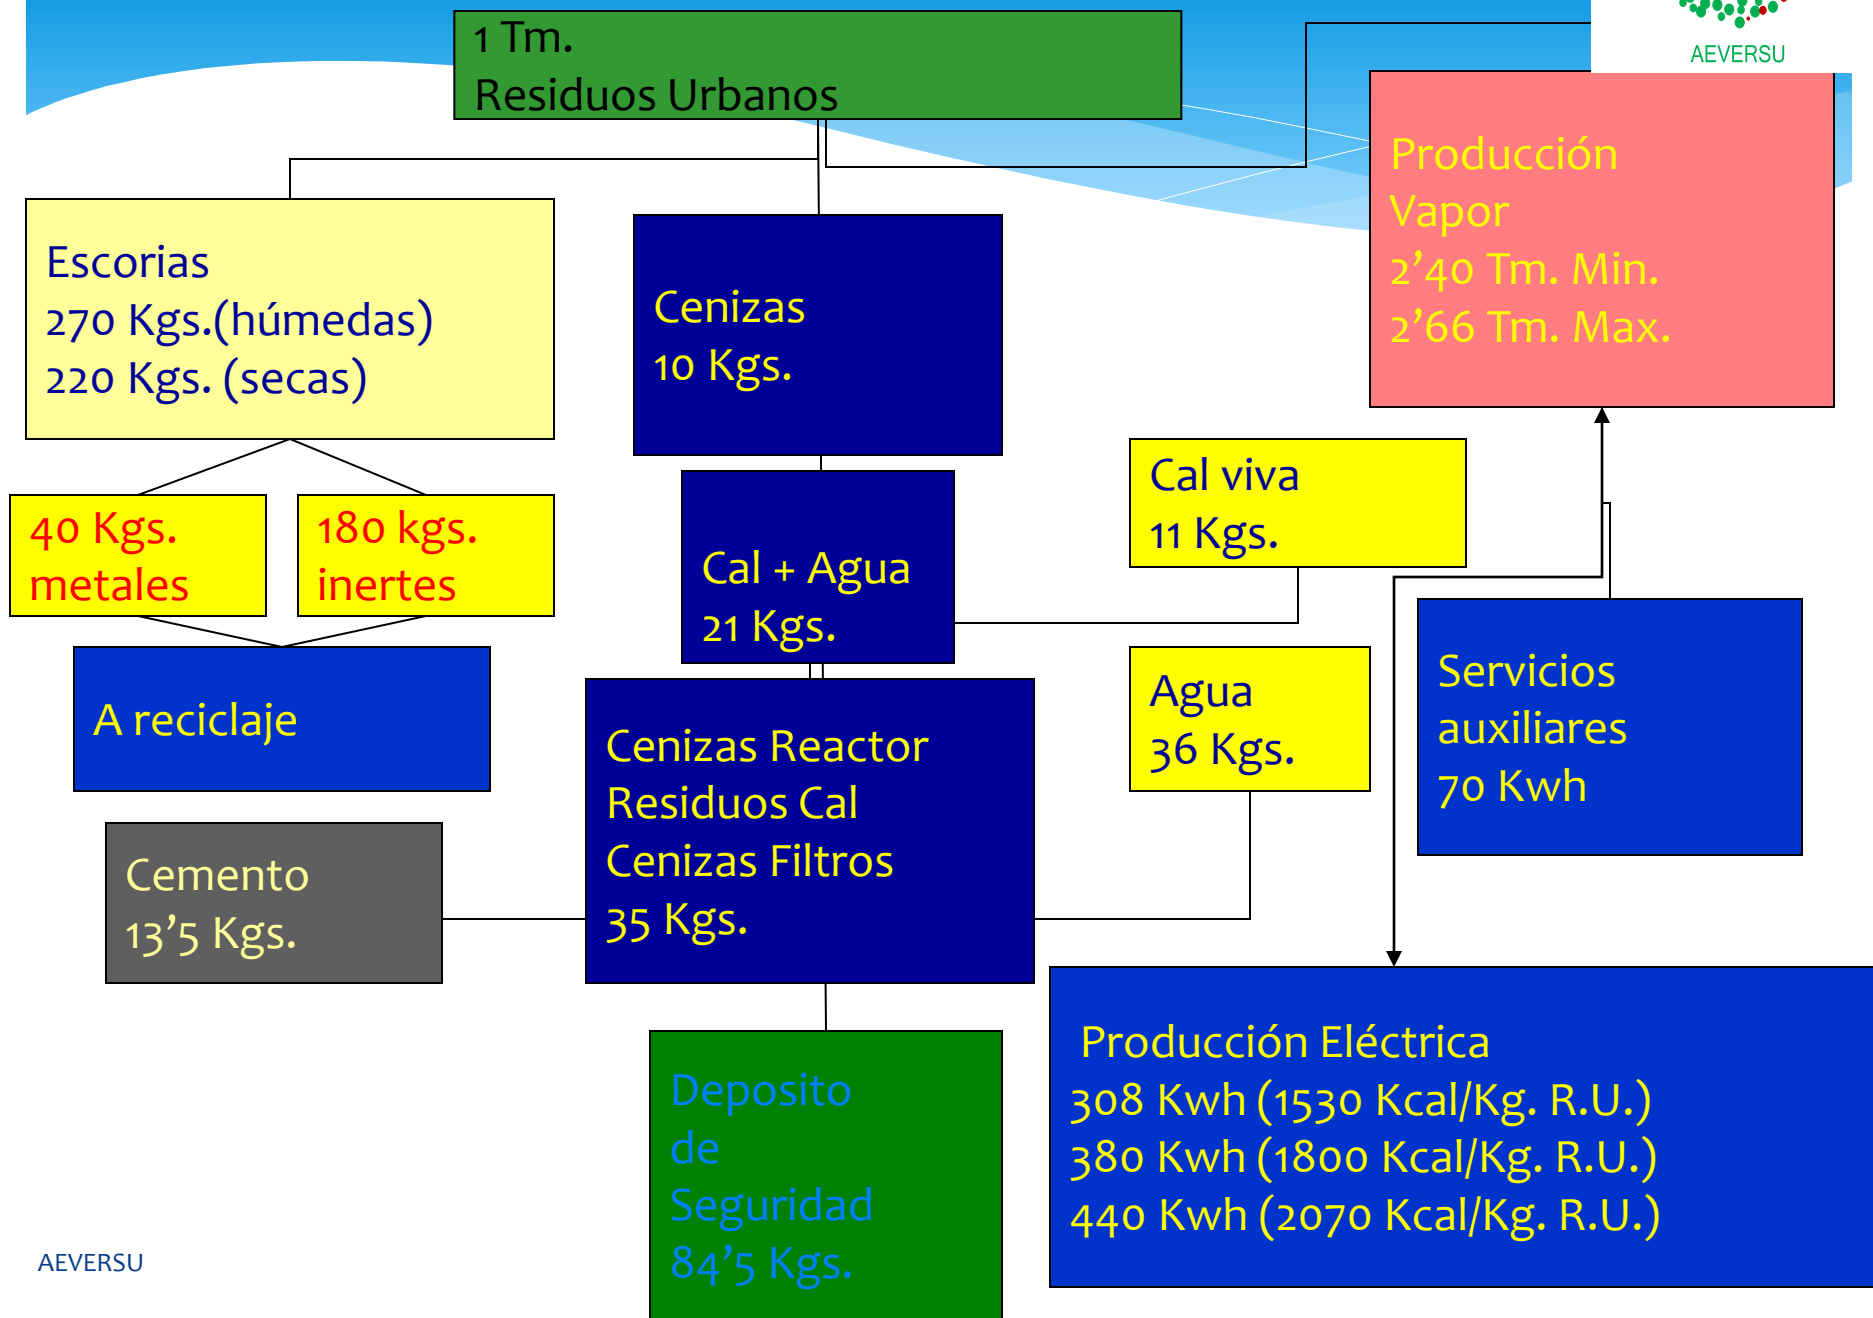 1 Tm.
Residuos Urbanos
AEVERSU
Producción
Vapor
2’40 Tm. Min.
2’66 Tm. Max.
Escorias
270 Kgs.(húmedas)
220 Kgs. (secas)
Cenizas
10 Kgs.
40 Kgs.
metales
180 kgs.
inertes
Cal + Agua
21 Kgs.
Cal viva
11 Kgs.
A reciclaje
Cenizas Reactor
Residuos Cal
Cenizas Filtros
35 Kgs.
Agua
36 Kgs.
Servicios
auxiliares
70 Kwh
Cemento
13’5 Kgs.
Deposito
de
Seguridad
84’5 Kgs.
Producción Eléctrica
308 Kwh (1530 Kcal/Kg. R.U.)
380 Kwh (1800 Kcal/Kg. R.U.)
440 Kwh (2070 Kcal/Kg. R.U.)
AEVERSU